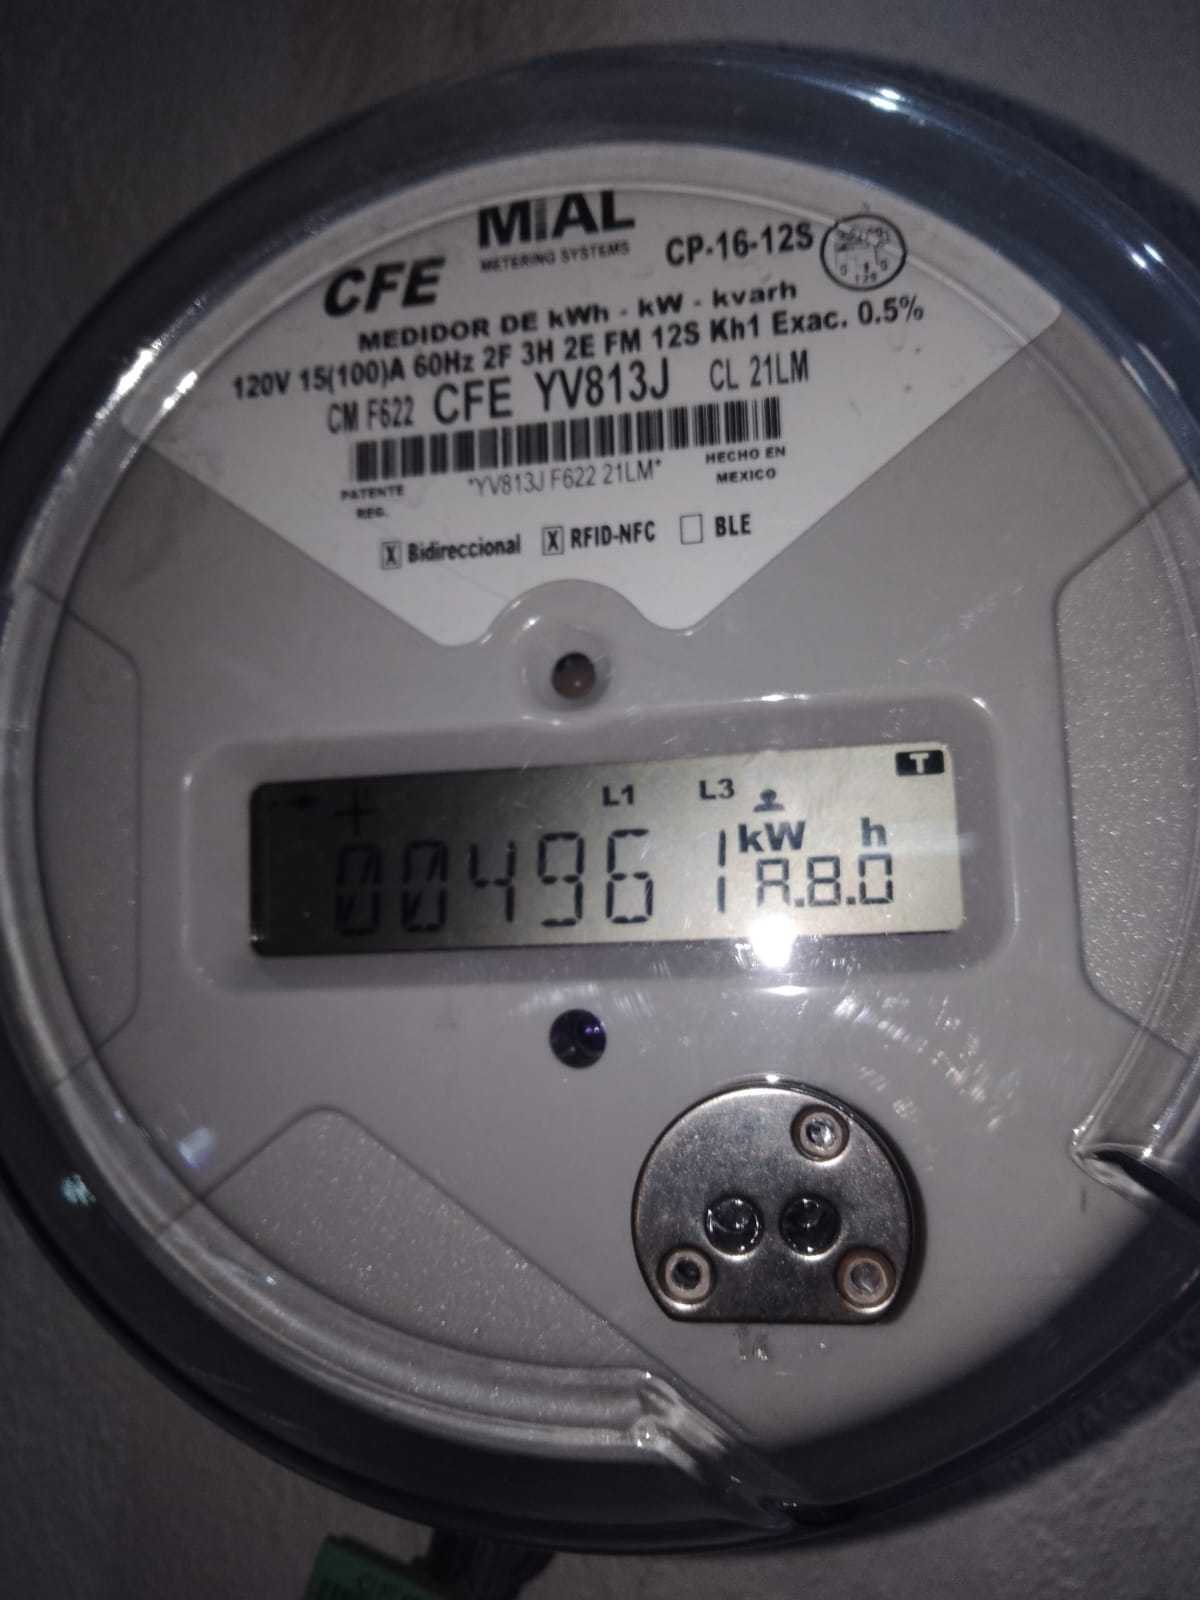 MiAL
METERING SYSTEMS
CFE
CP-16-12S
MEDIDOR DE kWh - kW - kvarh
120V 15(100)A 60Hz 2F 3H 2E FM 12S Kh1 Exac. 0.5%
CM F622 CFE YV813J CL 21LM
*YV813J F622 21LM*
PATENTE
REG.
HECHO EN
MEXICO
X Bidireccional X RFID-NFC BLE
L1 L3 T
kW h
004961 A.8.0